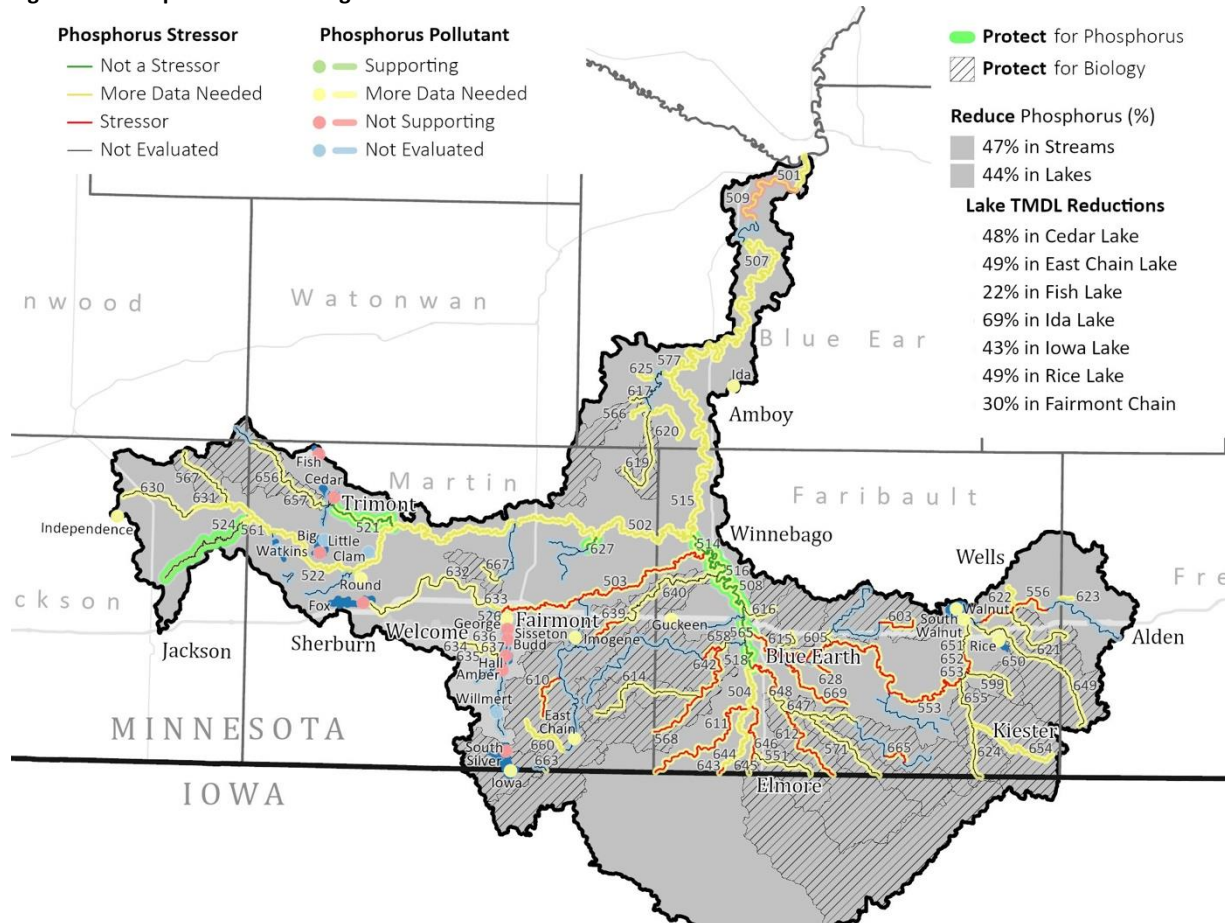 Phosphorus Stressor
Not a Stressor
More Data Needed
Stressor
Not Evaluated
Phosphorus Pollutant
Supporting
More Data Needed
Not Supporting
Not Evaluated
Protect for Phosphorus
Protect for Biology
Reduce Phosphorus (%)
47% in Streams
44% in Lakes
Lake TMDL Reductions
48% in Cedar Lake
49% in East Chain Lake
22% in Fish Lake
69% in Ida Lake
43% in Iowa Lake
49% in Rice Lake
30% in Fairmont Chain
501
509
507
nwood
Watonwan
Blue Ear
577
625
617
Ida
566
Amboy
620
Fish
567
656
Cedar
Martin
619
630
631
657
Trimont
Faribault
515
524
561
521
502
Independence
Big
Little
Winnebago
Watkins
Clam
627
514
Wells
522
632
667
516
Round
503
508
622
556
623
Fre
ckson
Fox
633
640
Walnut
526
639
616
603
South
George
Fairmont
Guckeen
Walnut
Sherburn
Welcome
636
Sisseton
Imogene
658
565
615
605
Rice
621
Alden
Jackson
634
637
Budd
Blue Earth
651
650
635
Hall
642
518
652
Amber
610
614
628
653
599
649
504
648
669
Willmert
655
553
MINNESOTA
East
611
647
Chain
568
612
571
Kiester
South
660
644
646
551
665
624
654
Silver
663
643
645
Iowa
Elmore
IOWA